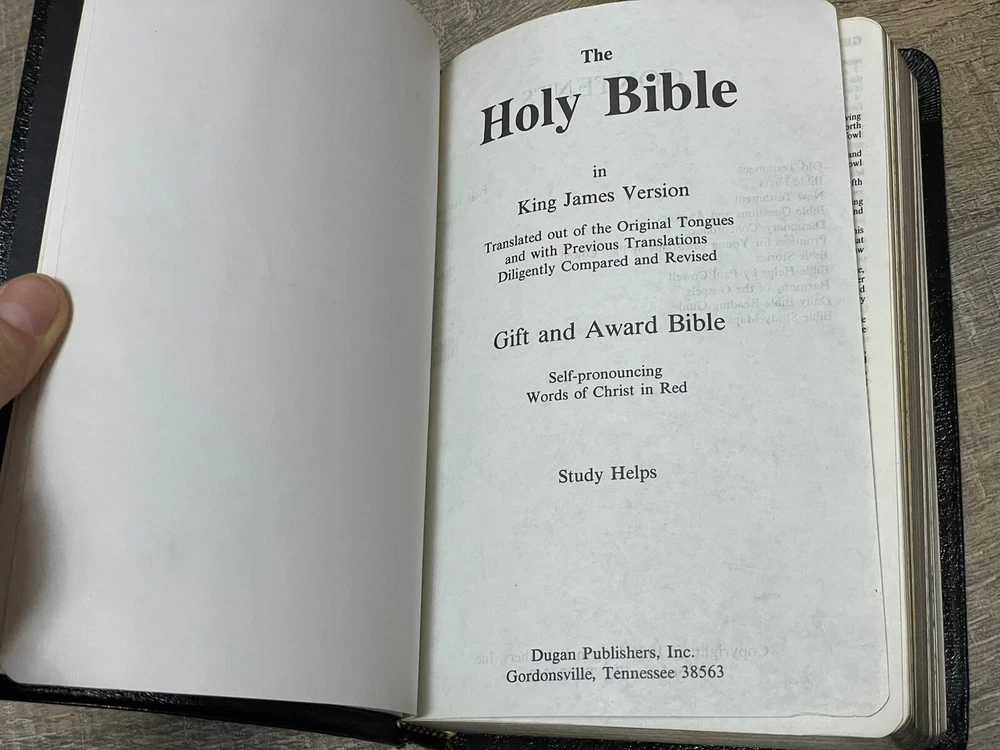 The
Holy Bible
in
King James Version
Translated out of the Original Tongues
and with Previous Translations
Diligently Compared and Revised
Gift and Award Bible
Self-pronouncing
Words of Christ in Red
Study Helps
Dugan Publishers, Inc.
Gordonsville, Tennessee 38563